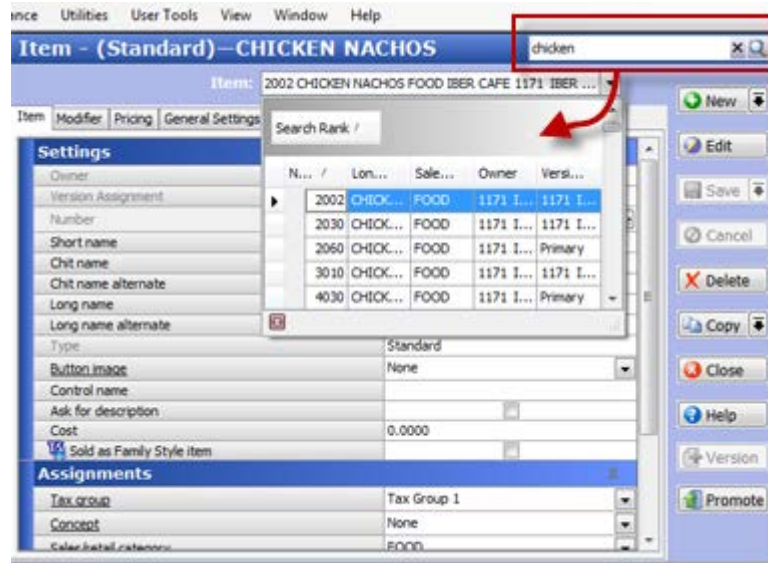 ance Utilities User Tools View Window Help
Item - (Standard)—CHICKEN NACHOS
chicken
Item: 2002 CHICKEN NACHOS FOOD IBER CAFE 1171 IBER ...
Item Modifier Pricing General Settings
Search Rank /
N... / Lon... Sale... Owner Versi...
2002 CHICK... FOOD 1171 I... 1171 I...
2030 CHICK... FOOD 1171 I... 1171 I...
2060 CHICK... FOOD 1171 I... Primary
3010 CHICK... FOOD 1171 I... 1171 I...
4030 CHICK... FOOD 1171 I... Primary
Settings
Owner
Version Assignment
Number
Short name
Chit name
Chit name alternate
Long name
Long name alternate
Type Standard
Button image None
Control name
Ask for description
Cost 0.0000
Sold as Family Style item
Assignments
Tax group Tax Group 1
Concept None
Sales/retail category FOOD
New
Edit
Save
Cancel
Delete
Copy
Close
Help
Version
Promote